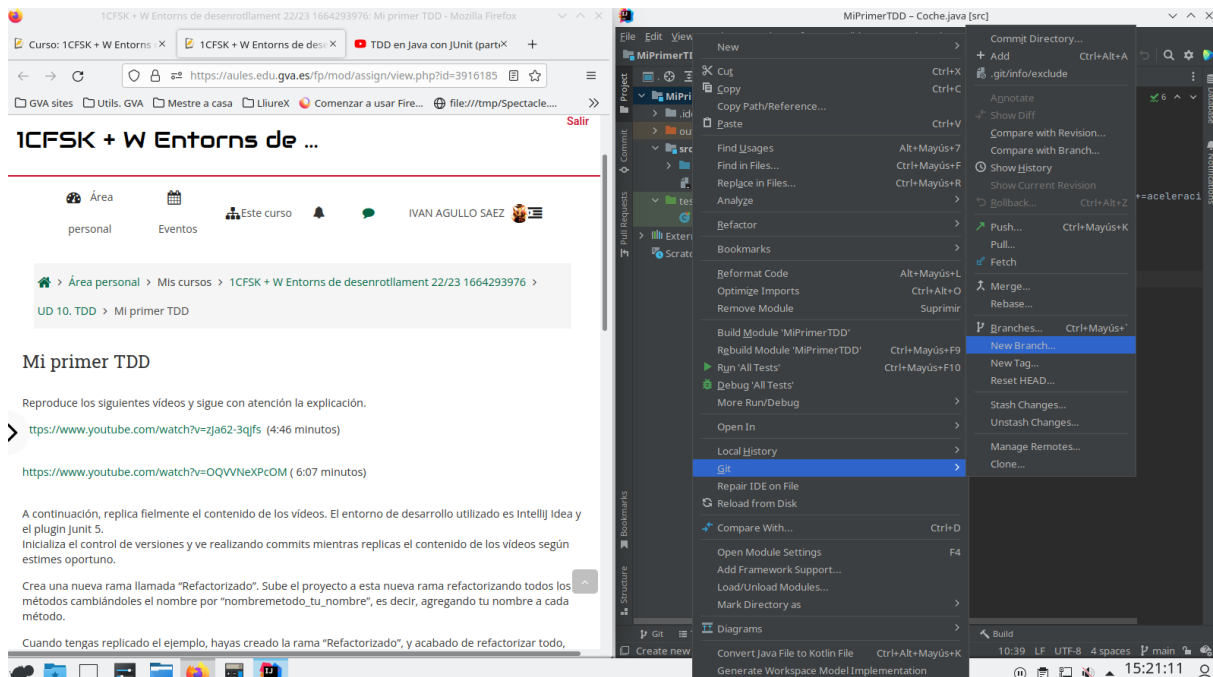 1CFSK + W Entorns de desenrotllament 22/23 1664293976: Mi primer TDD - Mozilla Firefox
Curso: 1CFSK + W Entorns
1CFSK + W Entorns de dese
TDD en Java con JUnit (part
https://aules.edu.gva.es/fp/mod/assign/view.php?id=3916185
GVA sites
Utils. GVA
Mestre a casa
LliureX
Comenzar a usar Fire...
file:///tmp/Spectacle....
Salir
1CFSK + W Entorns de ...
Área personal
Eventos
Este curso
IVAN AGULLO SAEZ
Área personal > Mis cursos > 1CFSK + W Entorns de desenrotllament 22/23 1664293976 >
UD 10. TDD > Mi primer TDD
Mi primer TDD
Reproduce los siguientes vídeos y sigue con atención la explicación.
ttps://www.youtube.com/watch?v=zJa62-3qjfs (4:46 minutos)
https://www.youtube.com/watch?v=OQVVNeXPcOM ( 6:07 minutos)
A continuación, replica fielmente el contenido de los vídeos. El entorno de desarrollo utilizado es IntelliJ Idea y
el plugin Junit 5.
Inicializa el control de versiones y ve realizando commits mientras replicas el contenido de los vídeos según
estimes oportuno.
Crea una nueva rama llamada “Refactorizado”. Sube el proyecto a esta nueva rama refactorizando todos los
métodos cambiándoles el nombre por “nombremetodo_tu_nombre”, es decir, agregando tu nombre a cada
método.
Cuando tengas replicado el ejemplo, hayas creado la rama “Refactorizado”, y acabado de refactorizar todo,
MiPrimerTDD – Coche.java [src]
File Edit View
MiPrimerT
Project
MiPri
.id
ou
src
tes
Exter
Scratc
Commit
Pull Requests
Bookmarks
Structure
New
Cut Ctrl+X
Copy Ctrl+C
Copy Path/Reference...
Paste Ctrl+V
Find Usages Alt+Mayús+7
Find in Files... Ctrl+Mayús+F
Replace in Files... Ctrl+Mayús+R
Analyze
Refactor
Bookmarks
Reformat Code Alt+Mayús+L
Optimize Imports Ctrl+Alt+O
Remove Module Suprimir
Build Module 'MiPrimerTDD'
Rebuild Module 'MiPrimerTDD' Ctrl+Mayús+F9
Run 'All Tests' Ctrl+Mayús+F10
Debug 'All Tests'
More Run/Debug
Open In
Local History
Git
Repair IDE on File
Reload from Disk
Compare With... Ctrl+D
Open Module Settings F4
Add Framework Support...
Load/Unload Modules...
Mark Directory as
Diagrams
Convert Java File to Kotlin File Ctrl+Alt+Mayús+K
Generate Workspace Model Implementation
Commit Directory...
Add Ctrl+Alt+A
.git/info/exclude
Annotate
Show Diff
Compare with Revision...
Compare with Branch...
Show History
Show Current Revision
Rollback... Ctrl+Alt+Z
Push... Ctrl+Mayús+K
Pull...
Fetch
Merge...
Rebase...
Branches... Ctrl+Mayús+`
New Branch...
New Tag...
Reset HEAD...
Stash Changes...
Unstash Changes...
Manage Remotes...
Clone...
6
+=aceleraci
Database
Notifications
Git
Build
Create new
10:39 LF UTF-8 4 spaces main
15:21:11